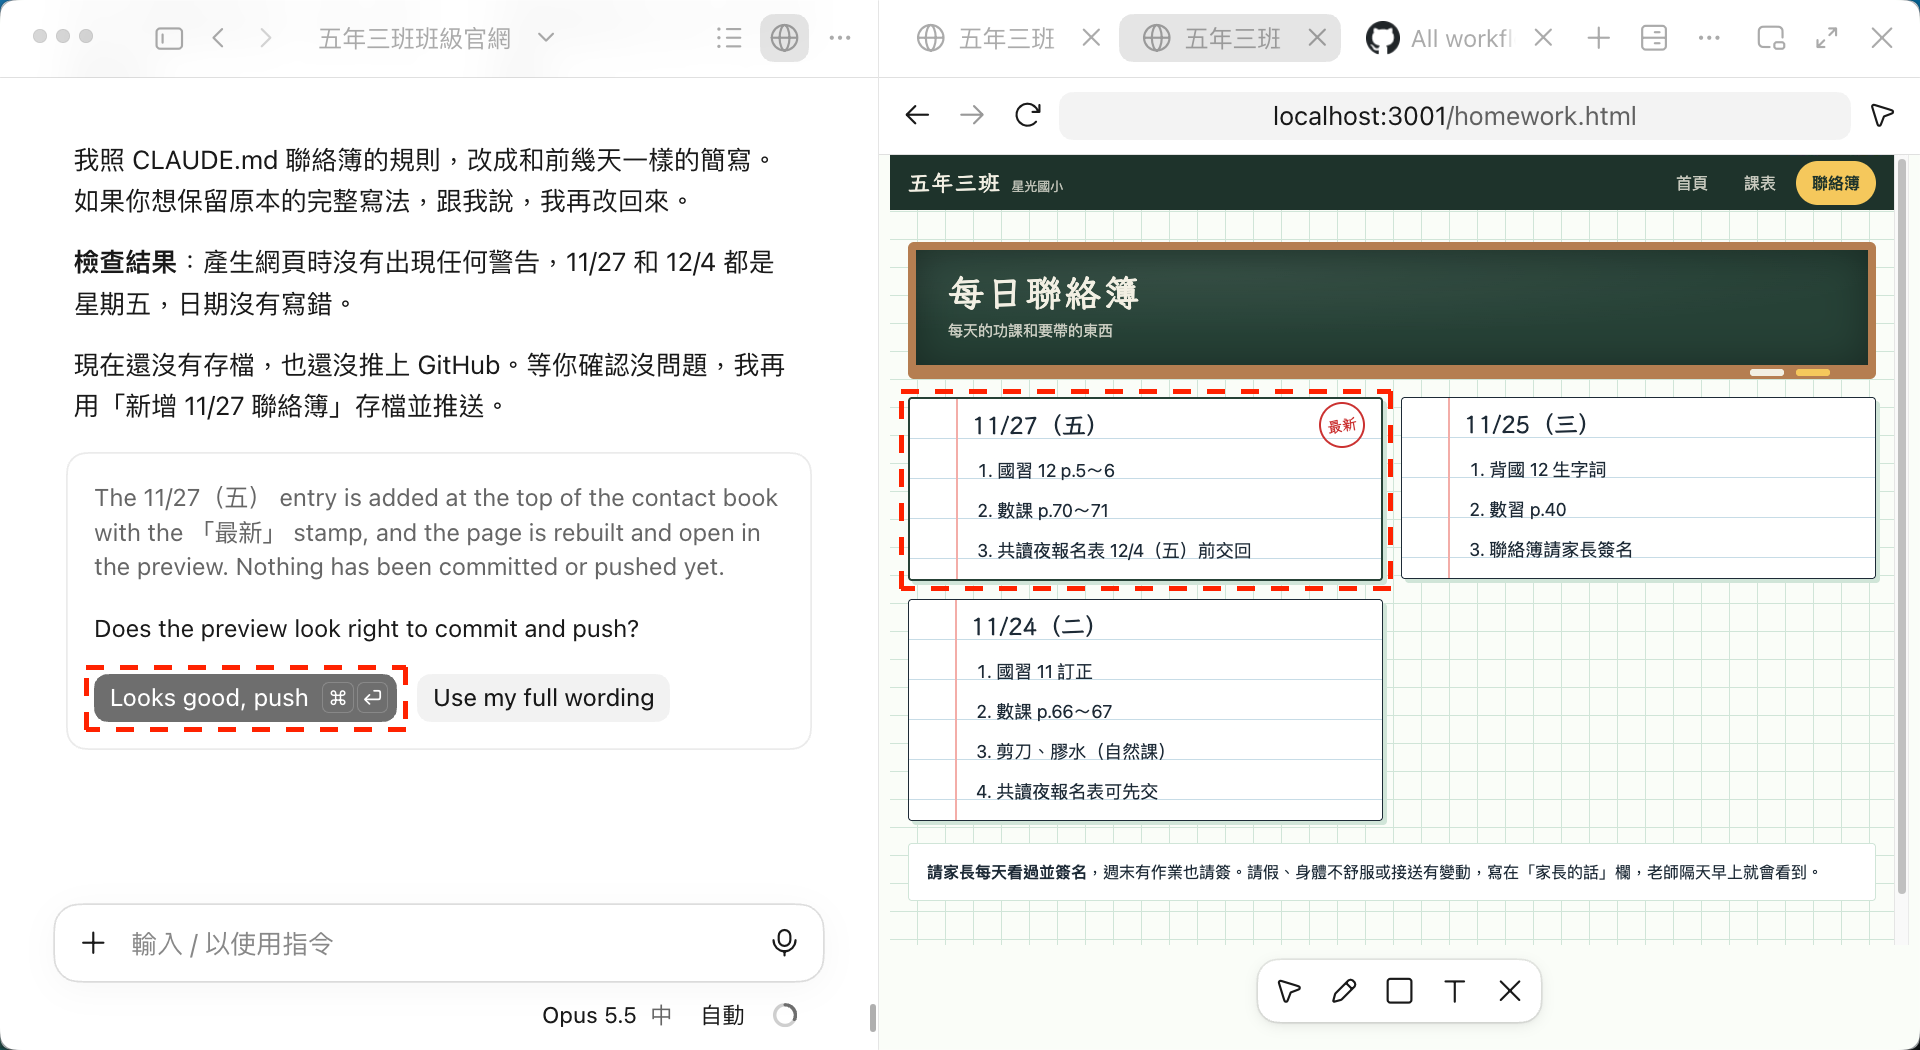 五年三班班級官網
五年三班
五年三班
All workfl
我照 CLAUDE.md 聯絡簿的規則，改成和前幾天一樣的簡寫。
如果你想保留原本的完整寫法，跟我說，我再改回來。
檢查結果：產生網頁時沒有出現任何警告，11/27 和 12/4 都是
星期五，日期沒有寫錯。
現在還沒有存檔，也還沒推上 GitHub。等你確認沒問題，我再
用「新增 11/27 聯絡簿」存檔並推送。
The 11/27（五） entry is added at the top of the contact book
with the 「最新」 stamp, and the page is rebuilt and open in
the preview. Nothing has been committed or pushed yet.
Does the preview look right to commit and push?
Looks good, push ⌘ ⏎
Use my full wording
輸入 / 以使用指令
Opus 5.5 中 自動
localhost:3001/homework.html
五年三班 星光國小
首頁 課表 聯絡簿
每日聯絡簿
每天的功課和要帶的東西
11/27（五）
最新
1. 國習 12 p.5～6
2. 數課 p.70～71
3. 共讀夜報名表 12/4（五）前交回
11/25（三）
1. 背國 12 生字詞
2. 數習 p.40
3. 聯絡簿請家長簽名
11/24（二）
1. 國習 11 訂正
2. 數課 p.66～67
3. 剪刀、膠水（自然課）
4. 共讀夜報名表可先交
請家長每天看過並簽名，週末有作業也請簽。請假、身體不舒服或接送有變動，寫在「家長的話」欄，老師隔天早上就會看到。
T